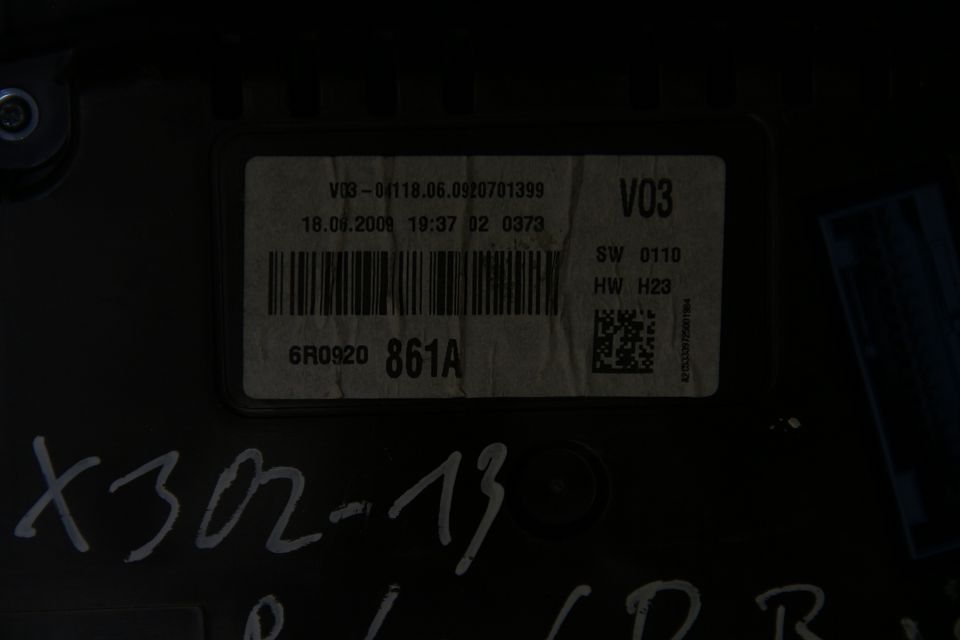 V03-04118.06.0920701399
18.06.2009 19:37 02 0373
6R0920 861A
V03
SW 0110
HW H23
X302-13